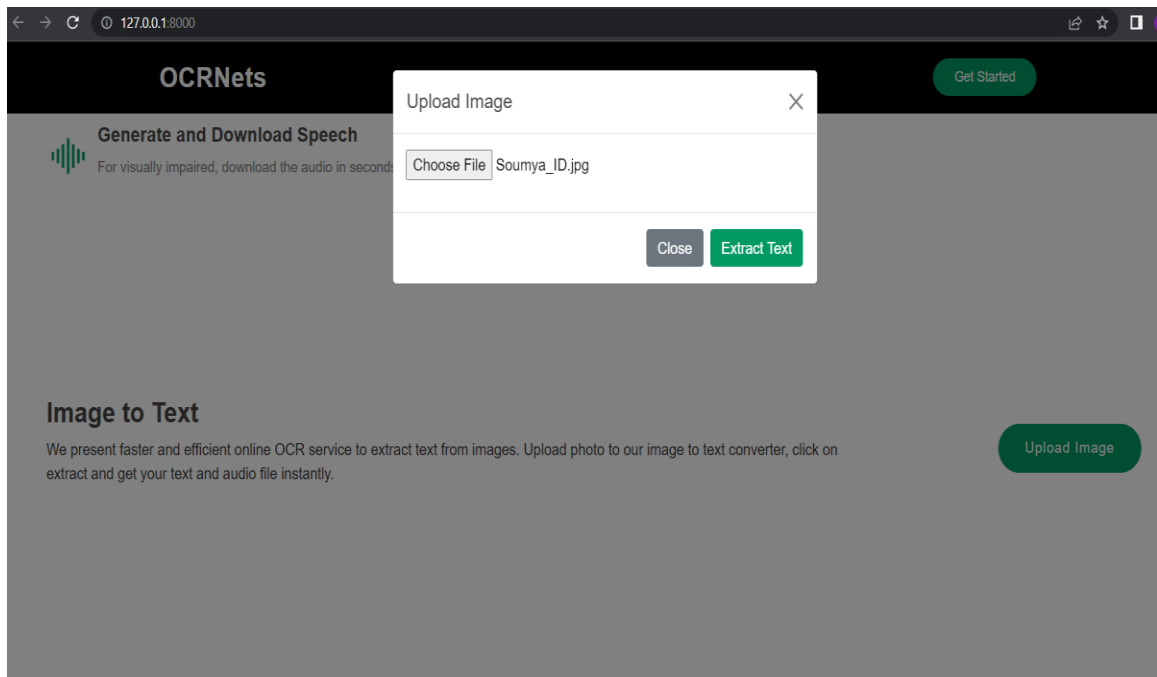 127.0.0.1:8000
OCRNets
Get Started
Upload Image
Choose File Soumya_ID.jpg
Close Extract Text
Generate and Download Speech
For visually impaired, download the audio in seconds
Image to Text
We present faster and efficient online OCR service to extract text from images. Upload photo to our image to text converter, click on
extract and get your text and audio file instantly.
Upload Image